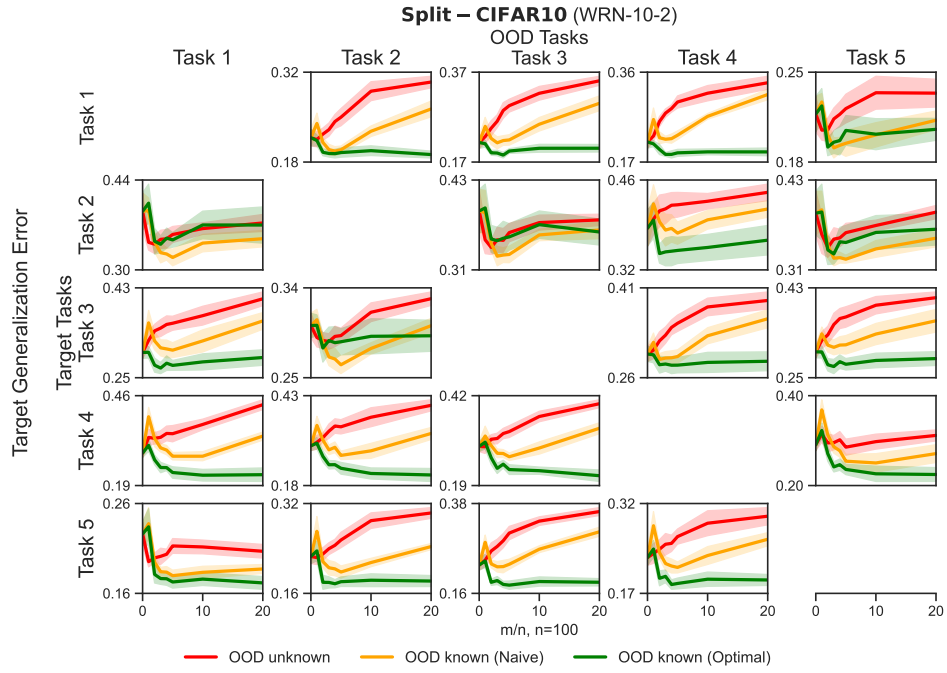 Split – CIFAR10 (WRN-10-2)
OOD Tasks
Task 1 Task 2 Task 3 Task 4 Task 5
Target Generalization Error
Target Tasks
Task 1
0.32 0.37 0.36 0.25
0.18 0.17 0.17 0.18
Task 2
0.44 0.43 0.46 0.43
0.30 0.31 0.32 0.31
Task 3
0.43 0.34 0.41 0.43
0.25 0.25 0.26 0.25
Task 4
0.46 0.43 0.42 0.40
0.19 0.18 0.19 0.20
Task 5
0.26 0.32 0.38 0.32
0.16 0.16 0.16 0.17
0 10 20 0 10 20 0 10 20 0 10 20 0 10 20
m/n, n=100
OOD unknown OOD known (Naive) OOD known (Optimal)